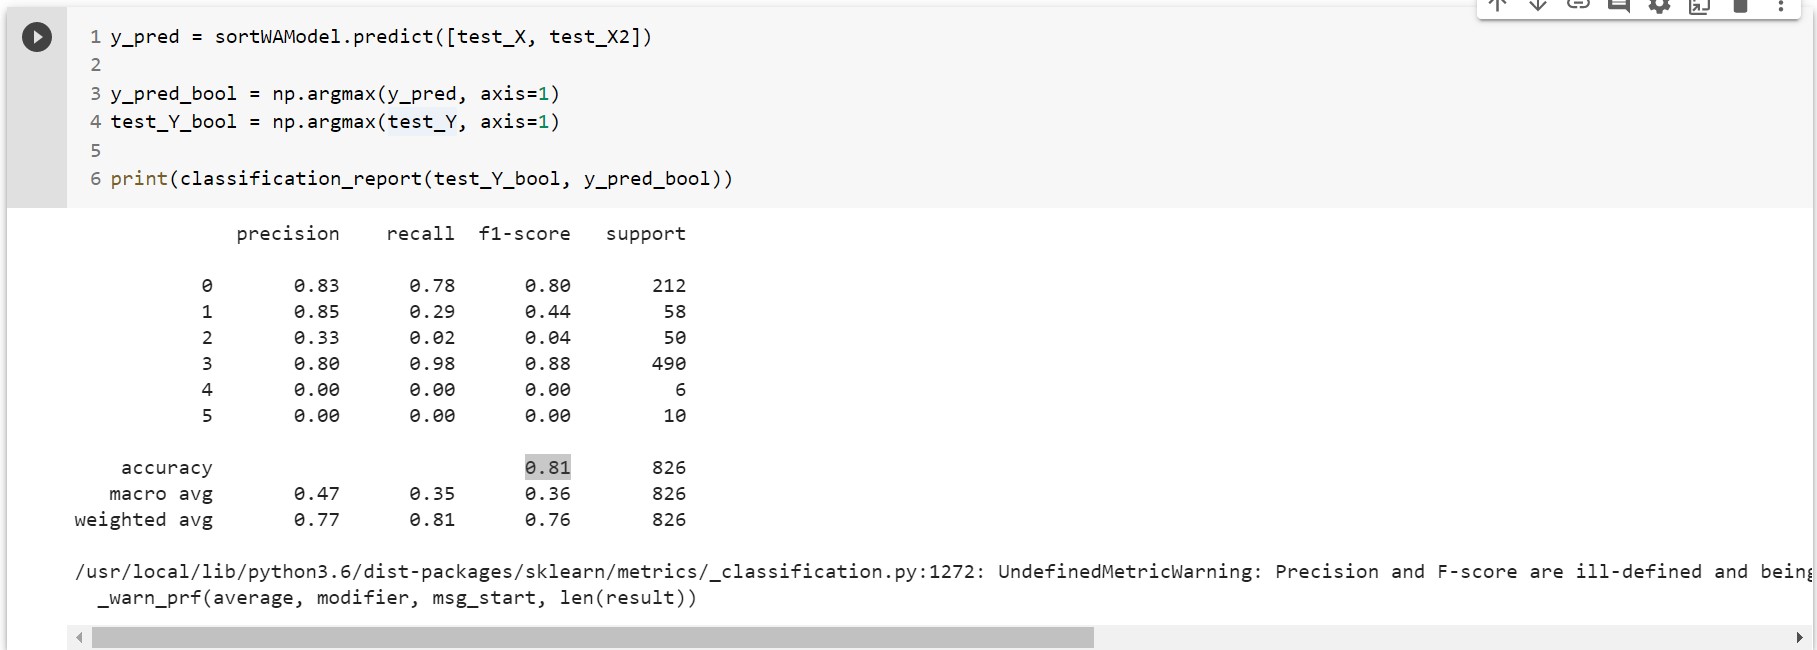 1 y_pred = sortWAModel.predict([test_X, test_X2])
2
3 y_pred_bool = np.argmax(y_pred, axis=1)
4 test_Y_bool = np.argmax(test_Y, axis=1)
5
6 print(classification_report(test_Y_bool, y_pred_bool))
precision recall f1-score support
0 0.83 0.78 0.80 212
1 0.85 0.29 0.44 58
2 0.33 0.02 0.04 50
3 0.80 0.98 0.88 490
4 0.00 0.00 0.00 6
5 0.00 0.00 0.00 10
accuracy 0.81 826
macro avg 0.47 0.35 0.36 826
weighted avg 0.77 0.81 0.76 826
/usr/local/lib/python3.6/dist-packages/sklearn/metrics/_classification.py:1272: UndefinedMetricWarning: Precision and F-score are ill-defined and being
_warn_prf(average, modifier, msg_start, len(result))